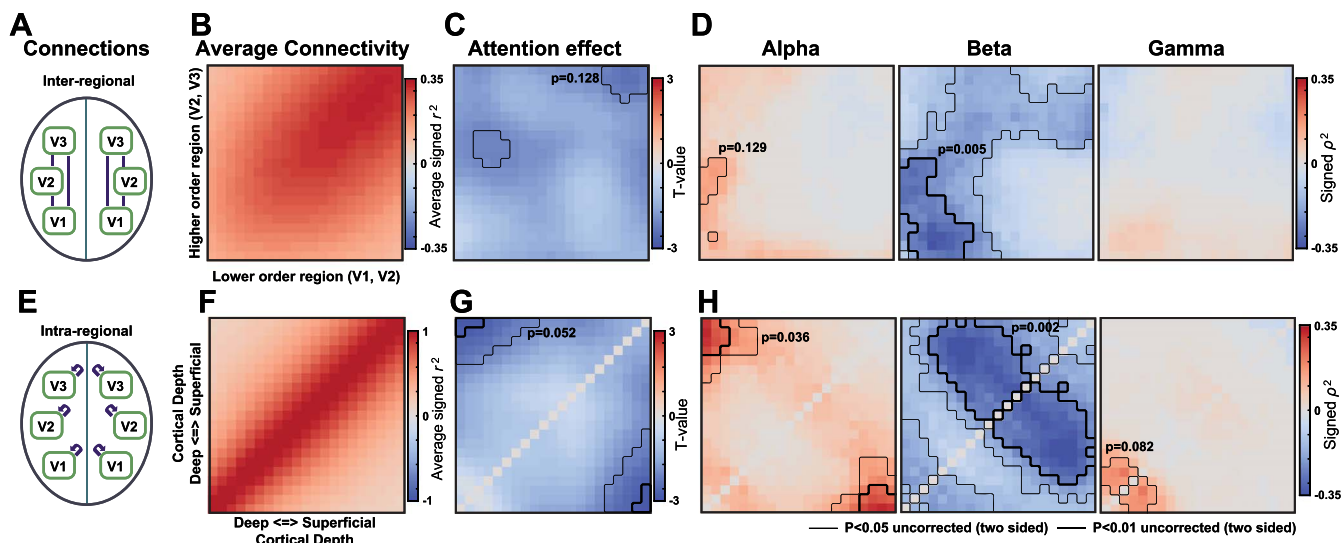 A
Connections
Inter-regional
V3
V3
V2
V2
V1
V1
B
Average Connectivity
Higher order region (V2, V3)
Lower order region (V1, V2)
0.35
0
-0.35
Average signed r²
C
Attention effect
p=0.128
3
0
-3
T-value
D
Alpha
Beta
Gamma
p=0.129
p=0.005
0.35
0
-0.35
Signed ρ²
E
Intra-regional
V3
V3
V2
V2
V1
V1
F
Cortical Depth
Deep <=> Superficial
Deep <=> Superficial
Cortical Depth
1
0
-1
Average signed r²
G
p=0.052
3
0
-3
T-value
H
p=0.036
p=0.002
p=0.082
0.35
0
-0.35
Signed ρ²
P<0.05 uncorrected (two sided)
P<0.01 uncorrected (two sided)